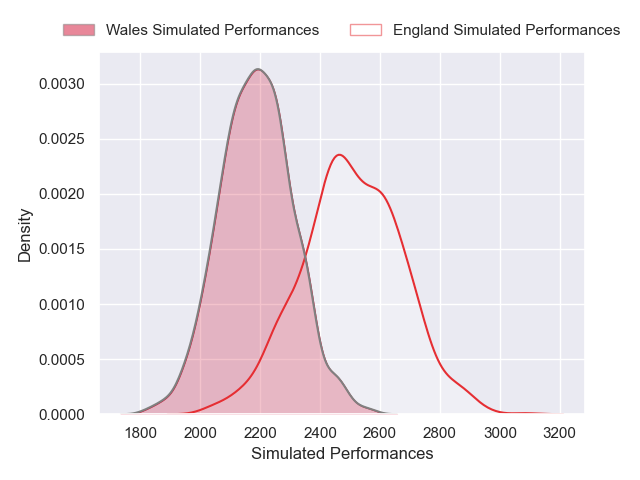 Wales Simulated Performances England Simulated Performances
0.0030
0.0025
0.0020
0.0015
0.0010
0.0005
0.0000
Density
1800 2000 2200 2400 2600 2800 3000 3200
Simulated Performances